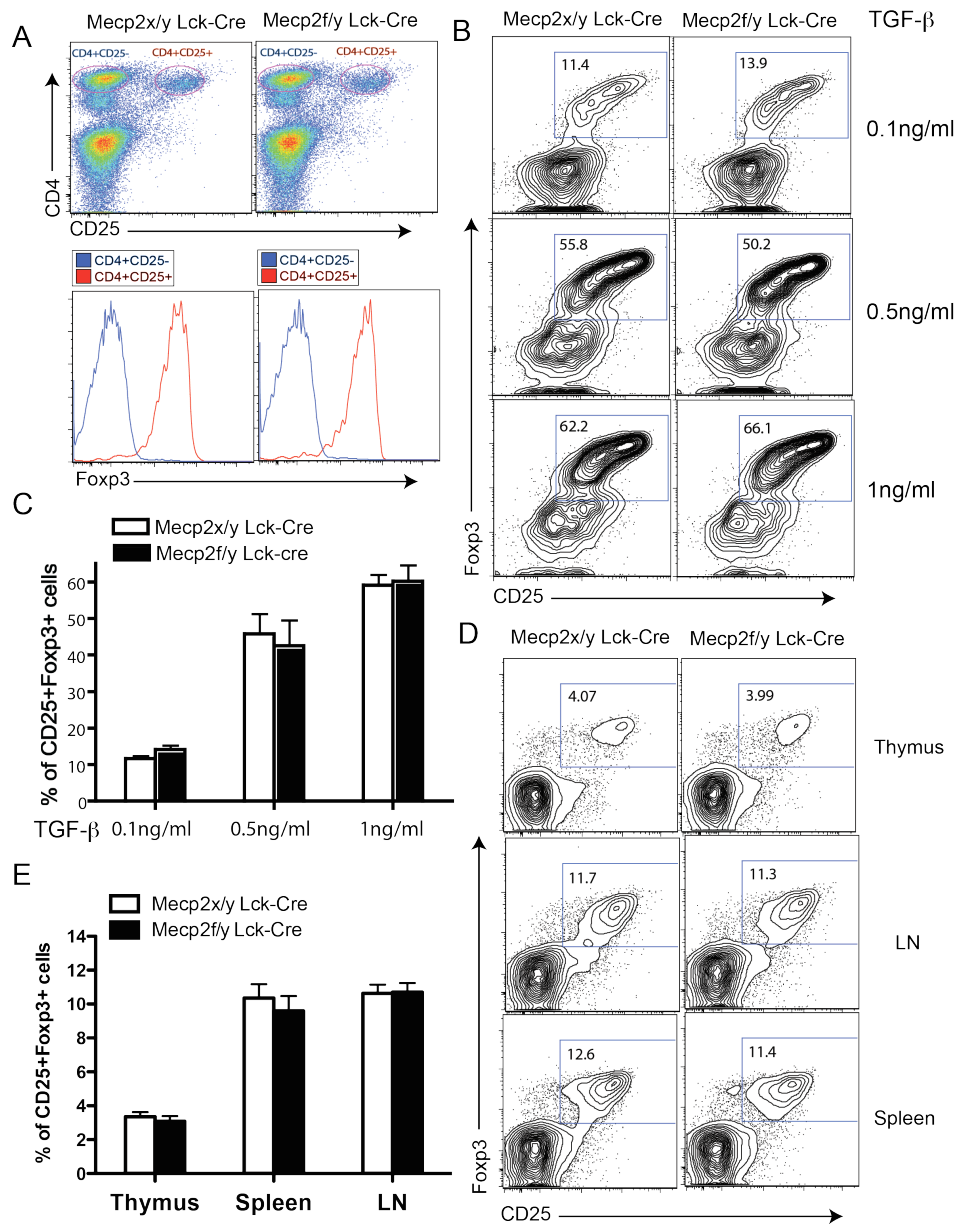 A
Mecp2x/y Lck-Cre
Mecp2f/y Lck-Cre
CD4+CD25-
CD4+CD25+
CD4+CD25-
CD4+CD25+
CD4
CD25
CD4+CD25-
CD4+CD25+
CD4+CD25-
CD4+CD25+
Foxp3
B
Mecp2x/y Lck-Cre
Mecp2f/y Lck-Cre
TGF-β
11.4
13.9
0.1ng/ml
55.8
50.2
0.5ng/ml
62.2
66.1
1ng/ml
Foxp3
CD25
C
Mecp2x/y Lck-Cre
Mecp2f/y Lck-cre
% of CD25+Foxp3+ cells
60
50
40
30
20
10
0
TGF-β
0.1ng/ml
0.5ng/ml
1ng/ml
D
Mecp2x/y Lck-Cre
Mecp2f/y Lck-Cre
4.07
3.99
Thymus
11.7
11.3
LN
12.6
11.4
Spleen
Foxp3
CD25
E
Mecp2x/y Lck-Cre
Mecp2f/y Lck-Cre
% of CD25+Foxp3+ cells
14
12
10
8
6
4
2
0
Thymus
Spleen
LN